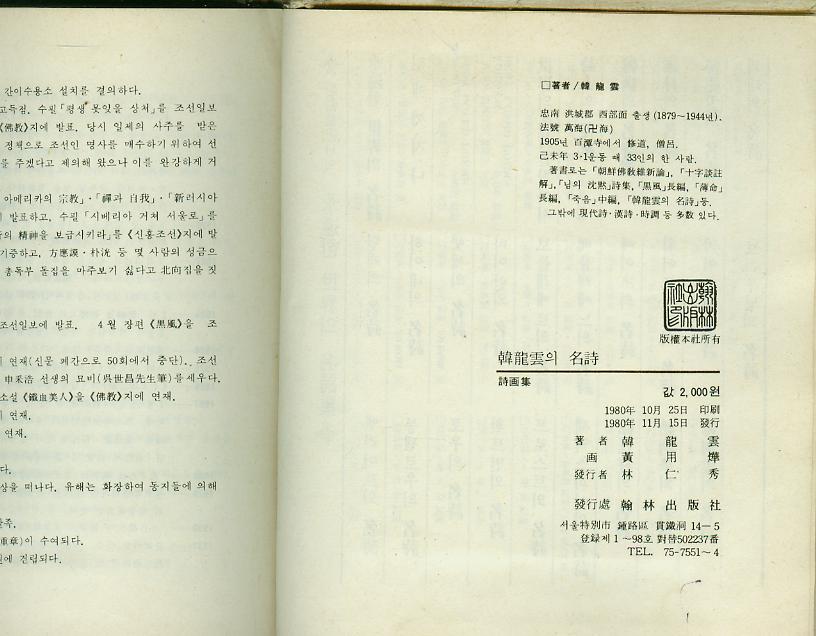 간이수용소 설치를 결의하다.
고득점. 수필 「평생 못잊을 상처」를 조선일보
《佛敎》지에 발표. 당시 일제의 사주를 받은
정책으로 조선인 명사를 매수하기 위하여 선
를 주겠다고 제의해 왔으나 이를 완강하게 거
아메리카의 宗敎」·「禪과 自我」·「新러시아
발표하고, 수필 「시베리아 거쳐 서울로」를
의 精神을 보급시키라」를 《신흥조선》지에 발
기증하고, 方應謨·朴洸 등 몇 사람의 성금으
총독부 돌집을 마주보기 싫다고 北向집을 짓
조선일보에 발표. 4월 장편 《黑風》을 조
연재(신문 폐간으로 50회에서 중단). 조선
申采浩 선생의 묘비(吳世昌先生筆)를 세우다.
소설 《鐵血美人》을 《佛敎》지에 연재.
연재.
연재.
다.
상을 떠나다. 유해는 화장하여 동지들에 의해
족.
重章)이 수여되다.
에 건립되다.
□著者/韓龍雲
忠南 洪城郡 西部面 출생(1879~1944년).
法號 萬海(卍海)
1905년 百潭寺에서 修道, 僧呂.
己未年 3·1운동 때 33인의 한 사람.
著書로는 「朝鮮佛敎維新論」, 「十字談註
解」, 「님의 沈黙」詩集, 「黑風」長編, 「薄命」
長編, 「죽음」中編, 「韓龍雲의 名詩」등.
그밖에 現代詩·漢詩·時調 등 多數 있다.
翰林出版社印
版權本社所有
韓龍雲의 名詩
詩画集
값 2,000원
1980年 10月 25日 印刷
1980年 11月 15日 發行
著者 韓龍雲
画 黃用燁
發行者 林仁秀
發行處 翰林出版社
서울特別市 鍾路區 貫鐵洞 14—5
登録제1~98호 對替502237番
TEL. 75-7551~4